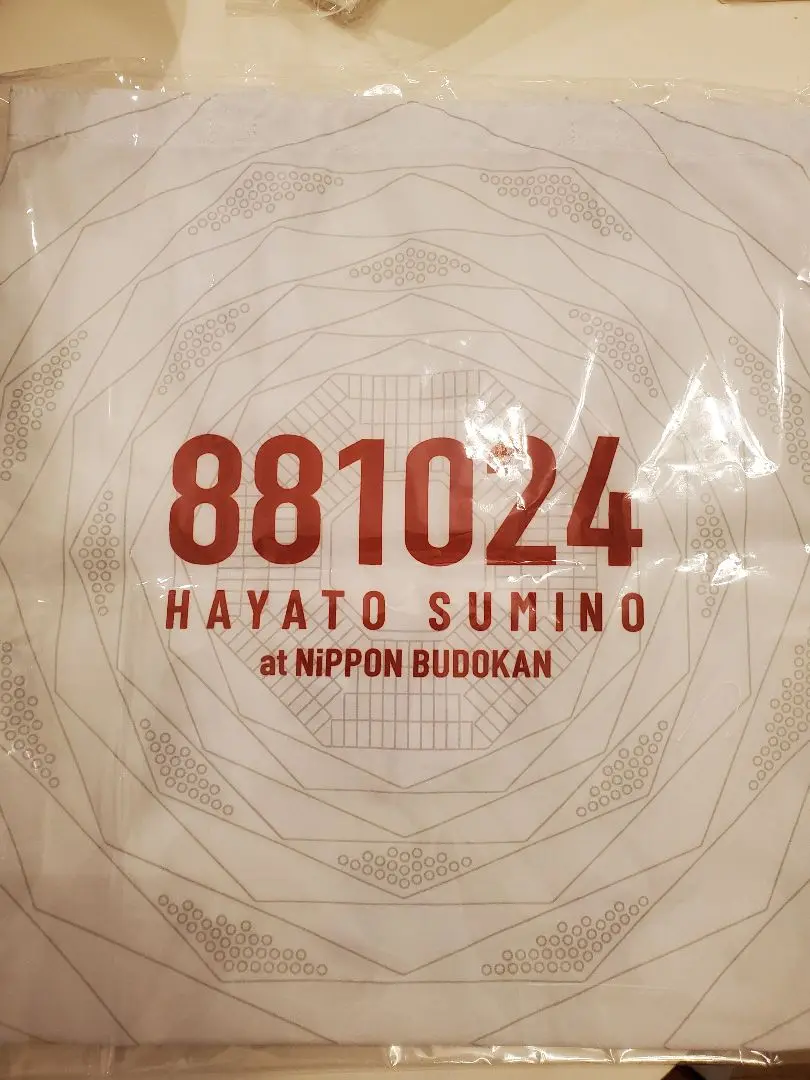 881024
HAYATO SUMINO
at NiPPON BUDOKAN